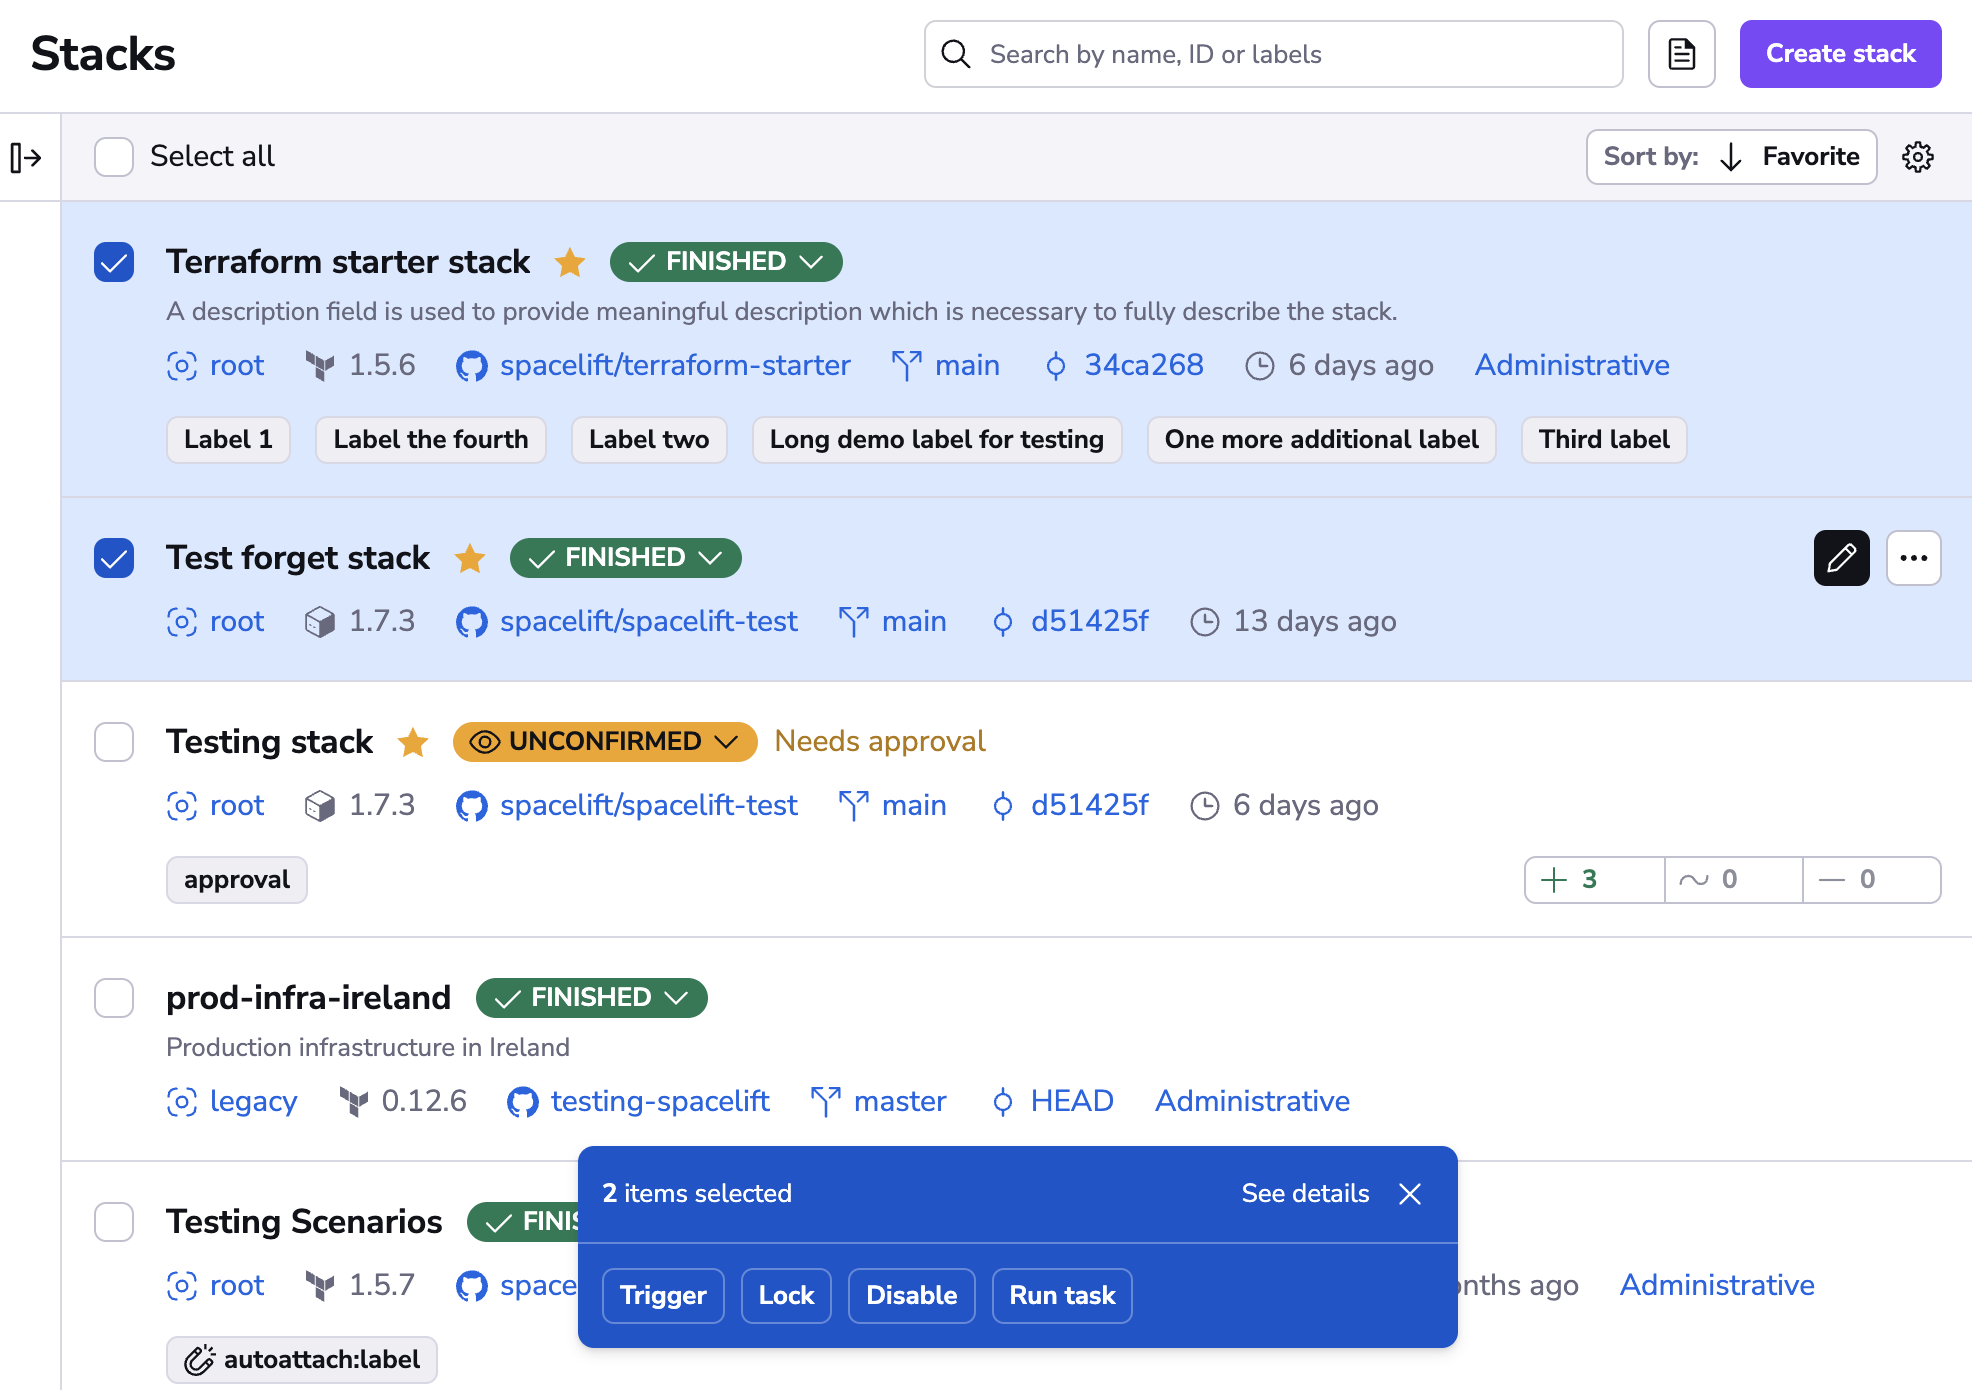 Stacks
Search by name, ID or labels
Create stack
Select all
Sort by: Favorite
Terraform starter stack FINISHED
A description field is used to provide meaningful description which is necessary to fully describe the stack.
root 1.5.6 spacelift/terraform-starter main 34ca268 6 days ago Administrative
Label 1 Label the fourth Label two Long demo label for testing One more additional label Third label
Test forget stack FINISHED
root 1.7.3 spacelift/spacelift-test main d51425f 13 days ago
Testing stack UNCONFIRMED Needs approval
root 1.7.3 spacelift/spacelift-test main d51425f 6 days ago
approval + 3 ~ 0 — 0
prod-infra-ireland FINISHED
Production infrastructure in Ireland
legacy 0.12.6 testing-spacelift master HEAD Administrative
2 items selected See details
Testing Scenarios
root 1.5.7 ago Administrative
Trigger Lock Disable Run task
autoattach:label